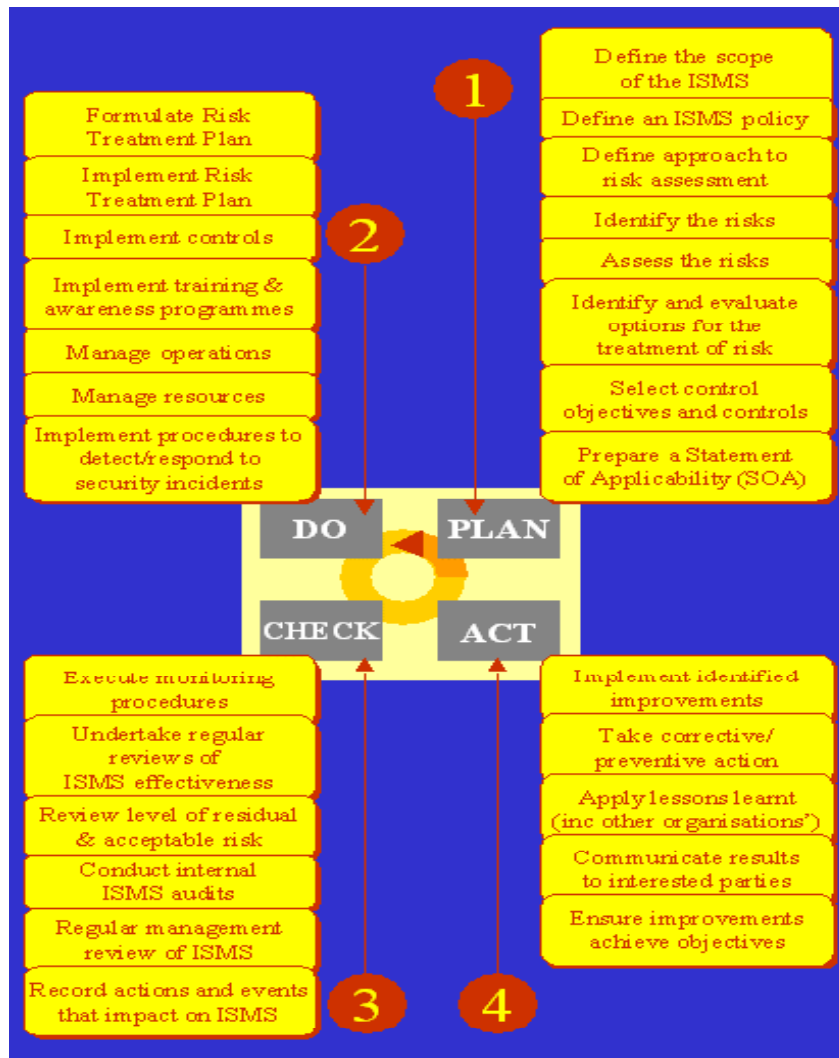 1
Define the scope
of the ISMS
Define an ISMS policy
Define approach to
risk assessment
Identify the risks
Assess the risks
Identify and evaluate
options for the
treatment of risk
Select control
objectives and controls
Prepare a Statement
of Applicability (SOA)
Formulate Risk
Treatment Plan
Implement Risk
Treatment Plan
Implement controls
2
Implement training &
awareness programmes
Manage operations
Manage resources
Implement procedures to
detect/respond to
security incidents
DO
PLAN
CHECK
ACT
Execute monitoring
procedures
Undertake regular
reviews of
ISMS effectiveness
Review level of residual
& acceptable risk
Conduct internal
ISMS audits
Regular management
review of ISMS
Record actions and events
that impact on ISMS
3
4
Implement identified
improvements
Take corrective/
preventive action
Apply lessons learnt
(inc other organisations’)
Communicate results
to interested parties
Ensure improvements
achieve objectives